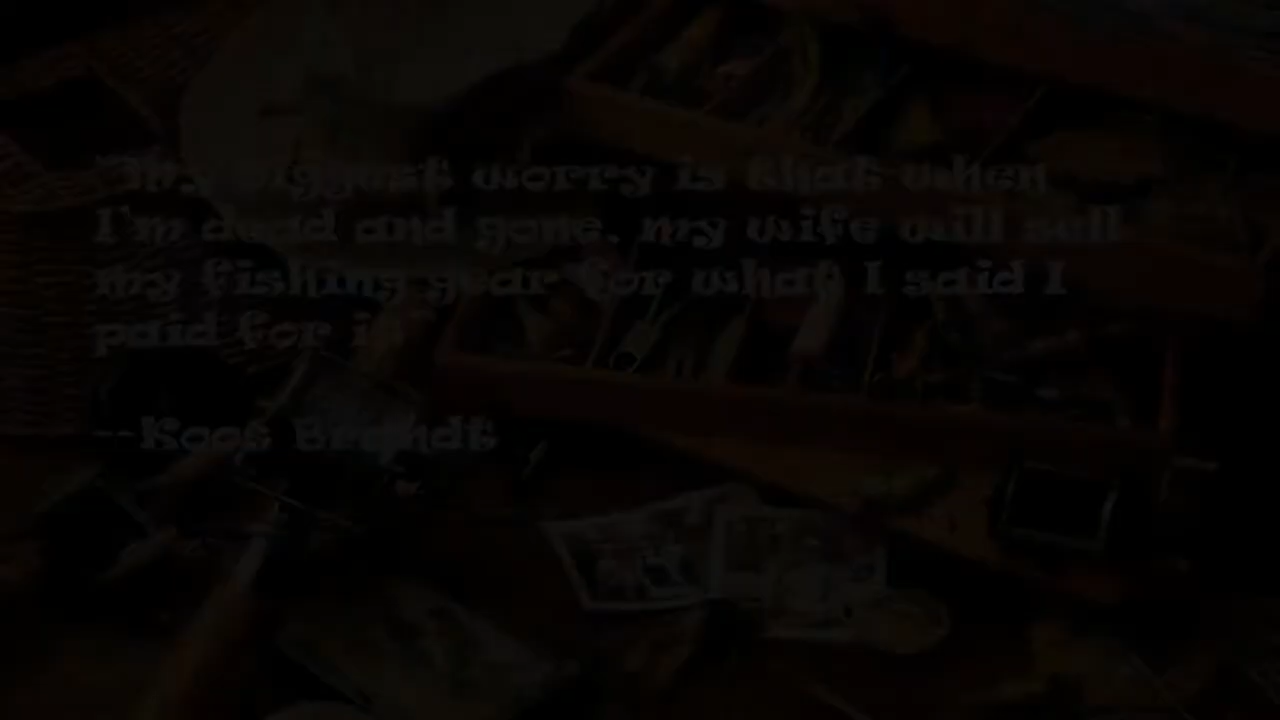 "My biggest worry is that when
I'm dead and gone, my wife will sell
my fishing gear for what I said I
paid for it"
--Koos Brandt